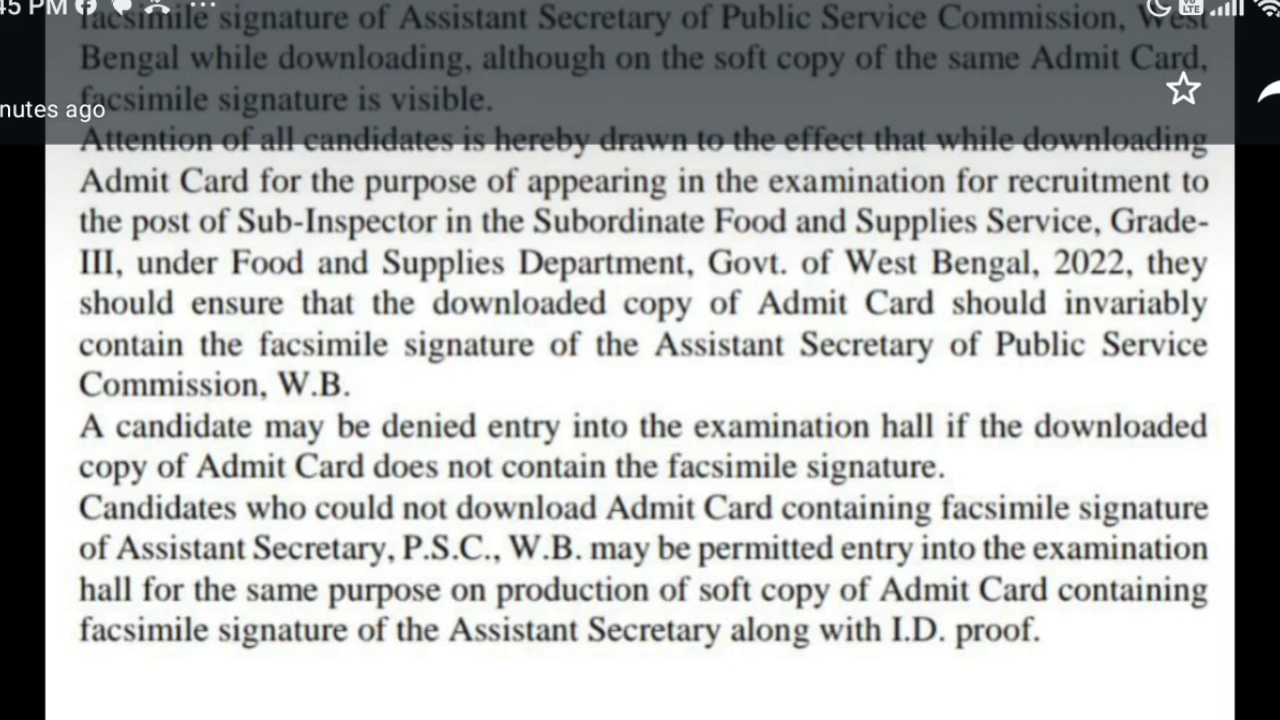 45 PM
facsimile signature of Assistant Secretary of Public Service Commission, West
Bengal while downloading, although on the soft copy of the same Admit Card,
facsimile signature is visible.
nutes ago
Attention of all candidates is hereby drawn to the effect that while downloading
Admit Card for the purpose of appearing in the examination for recruitment to
the post of Sub-Inspector in the Subordinate Food and Supplies Service, Grade-
III, under Food and Supplies Department, Govt. of West Bengal, 2022, they
should ensure that the downloaded copy of Admit Card should invariably
contain the facsimile signature of the Assistant Secretary of Public Service
Commission, W.B.
A candidate may be denied entry into the examination hall if the downloaded
copy of Admit Card does not contain the facsimile signature.
Candidates who could not download Admit Card containing facsimile signature
of Assistant Secretary, P.S.C., W.B. may be permitted entry into the examination
hall for the same purpose on production of soft copy of Admit Card containing
facsimile signature of the Assistant Secretary along with I.D. proof.